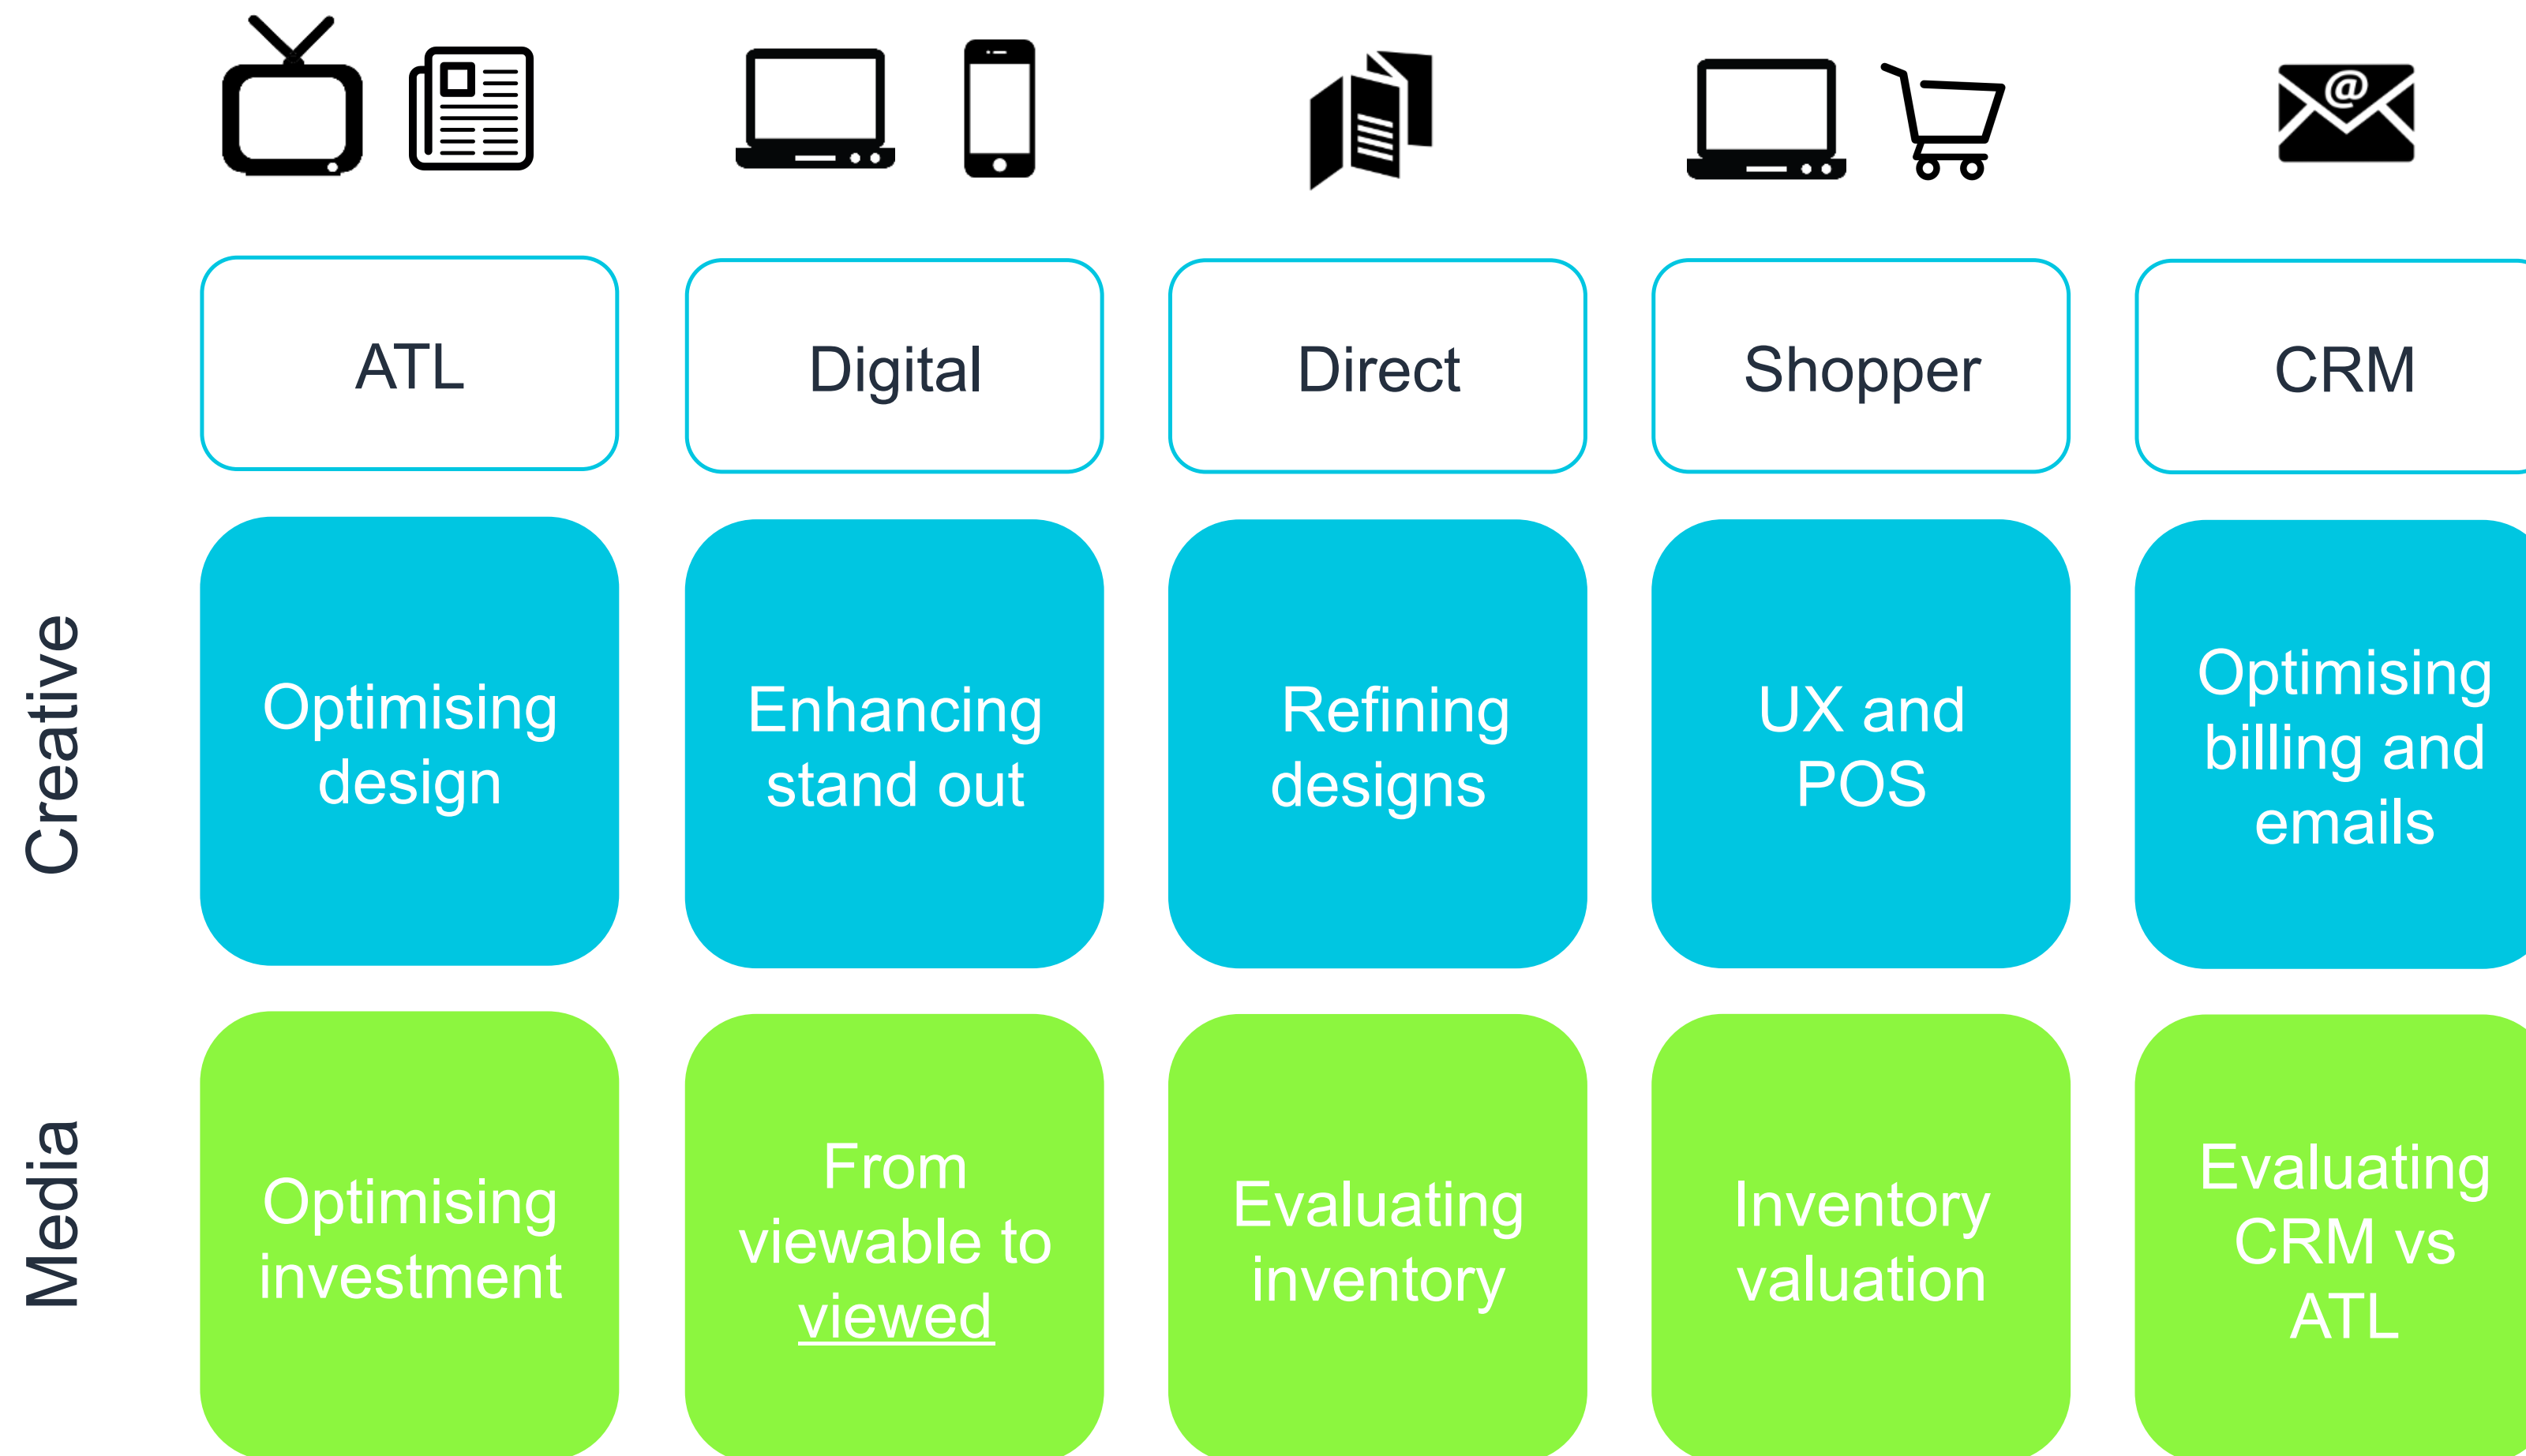 @
ATL
Digital
Direct
Shopper
CRM
Creative
Optimising
design
Enhancing
stand out
Refining
designs
UX and
POS
Optimising
billing and
emails
Media
Optimising
investment
From
viewable to
viewed
Evaluating
inventory
Inventory
valuation
Evaluating
CRM vs
ATL